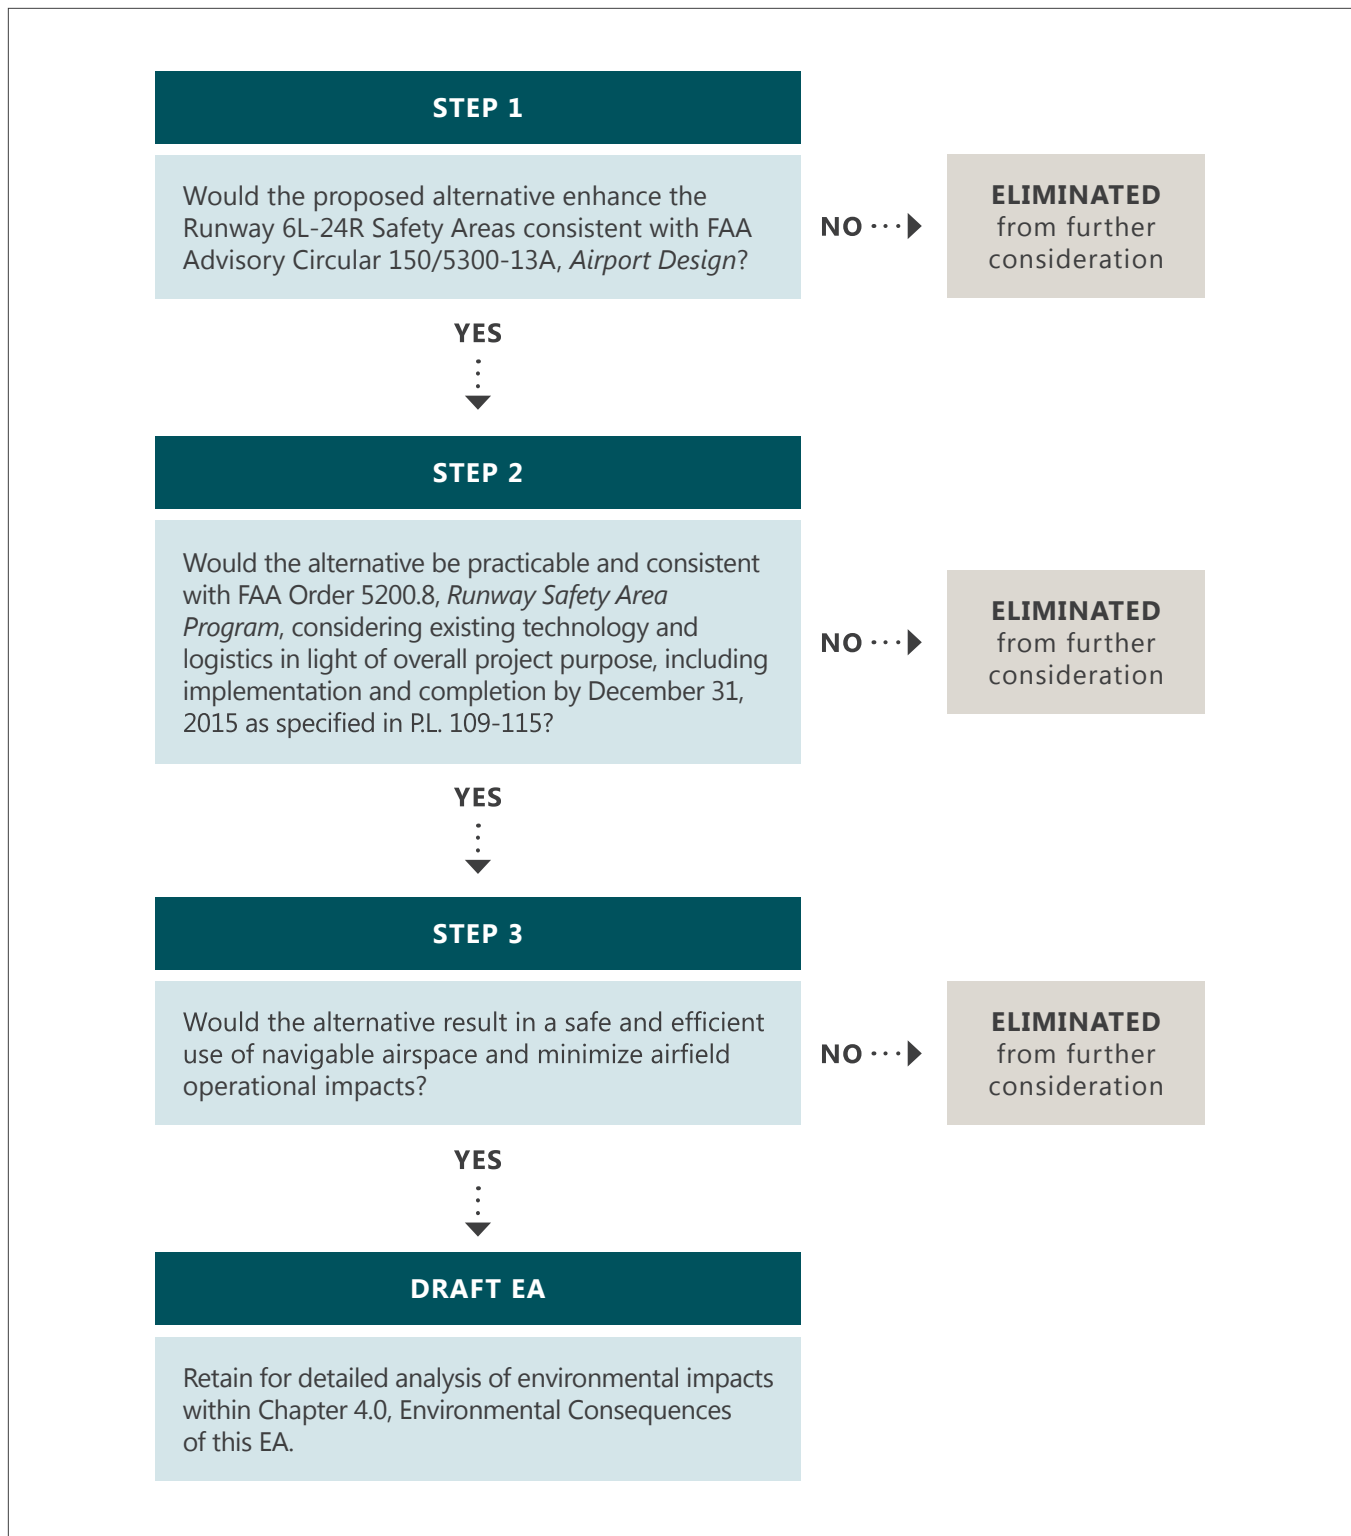 STEP 1
Would the proposed alternative enhance the
Runway 6L-24R Safety Areas consistent with FAA
Advisory Circular 150/5300-13A, Airport Design?
NO
ELIMINATED
from further
consideration
YES
STEP 2
Would the alternative be practicable and consistent
with FAA Order 5200.8, Runway Safety Area
Program, considering existing technology and
logistics in light of overall project purpose, including
implementation and completion by December 31,
2015 as specified in P.L. 109-115?
NO
ELIMINATED
from further
consideration
YES
STEP 3
Would the alternative result in a safe and efficient
use of navigable airspace and minimize airfield
operational impacts?
NO
ELIMINATED
from further
consideration
YES
DRAFT EA
Retain for detailed analysis of environmental impacts
within Chapter 4.0, Environmental Consequences
of this EA.